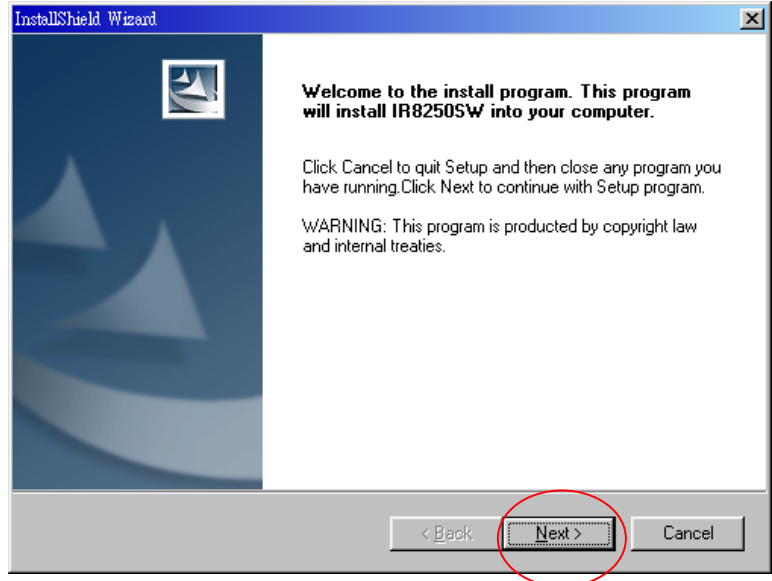 InstallShield Wizard
Welcome to the install program. This program
will install IR8250SW into your computer.
Click Cancel to quit Setup and then close any program you
have running.Click Next to continue with Setup program.
WARNING: This program is producted by copyright law
and internal treaties.
< Back
Next >
Cancel